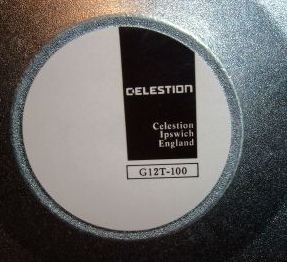 CELESTION
Celestion
Ipswich
England
G12T-100